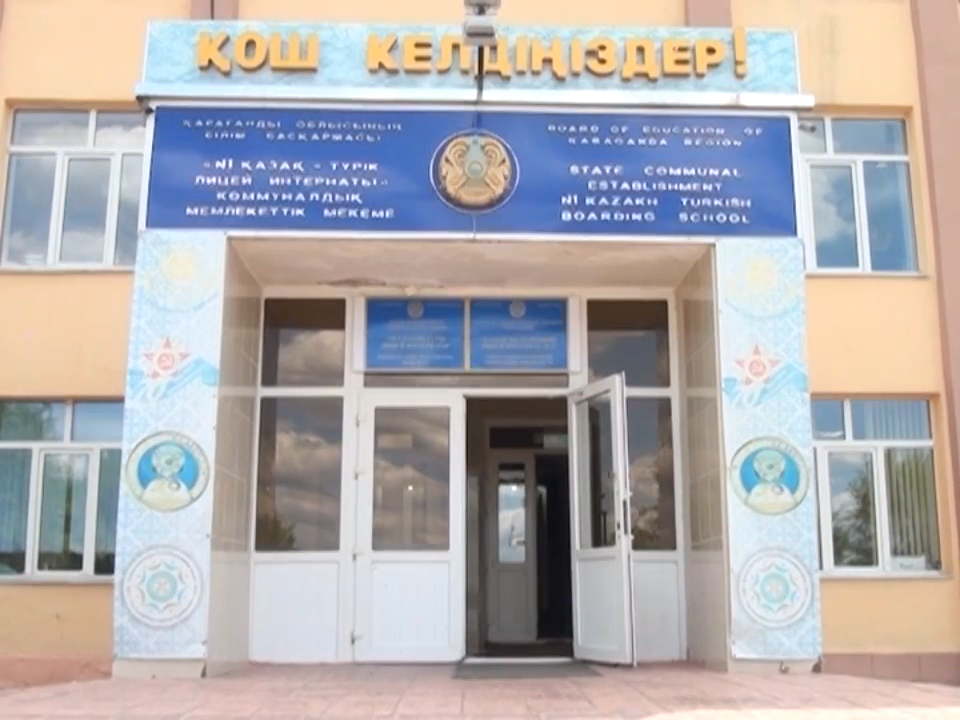 ҚОШ КЕЛДІҢІЗДЕР!
ҚАРАҒАНДЫ ОБЛЫСЫНЫҢ
БІЛІМ БАСҚАРМАСЫ
«N1 ҚАЗАҚ - ТҮРІК
ЛИЦЕЙ ИНТЕРНАТЫ»
КОММУНАЛДЫҚ
МЕМЛЕКЕТТІК МЕКЕМЕ
BOARD OF EDUCATION OF
KARAGANDA REGION
STATE COMMUNAL
ESTABLISHMENT
N1 KAZAKH TURKISH
BOARDING SCHOOL